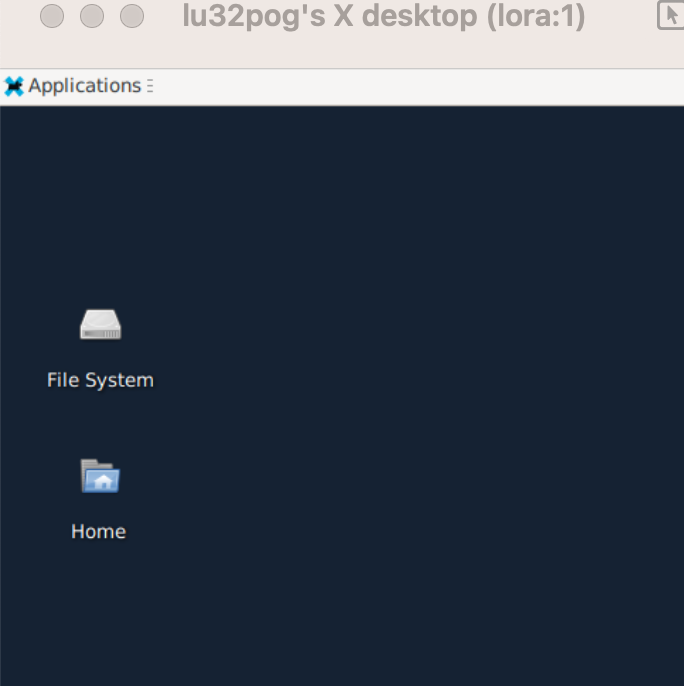 lu32pog's X desktop (lora:1)
Applications
File System
Home